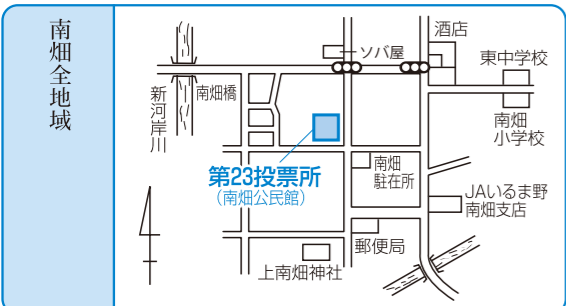 南畑全地域
酒店
ソバ屋
東中学校
新河岸川
南畑橋
南畑
小学校
第23投票所
（南畑公民館）
南畑
駐在所
JAいるま野
南畑支店
郵便局
上南畑神社